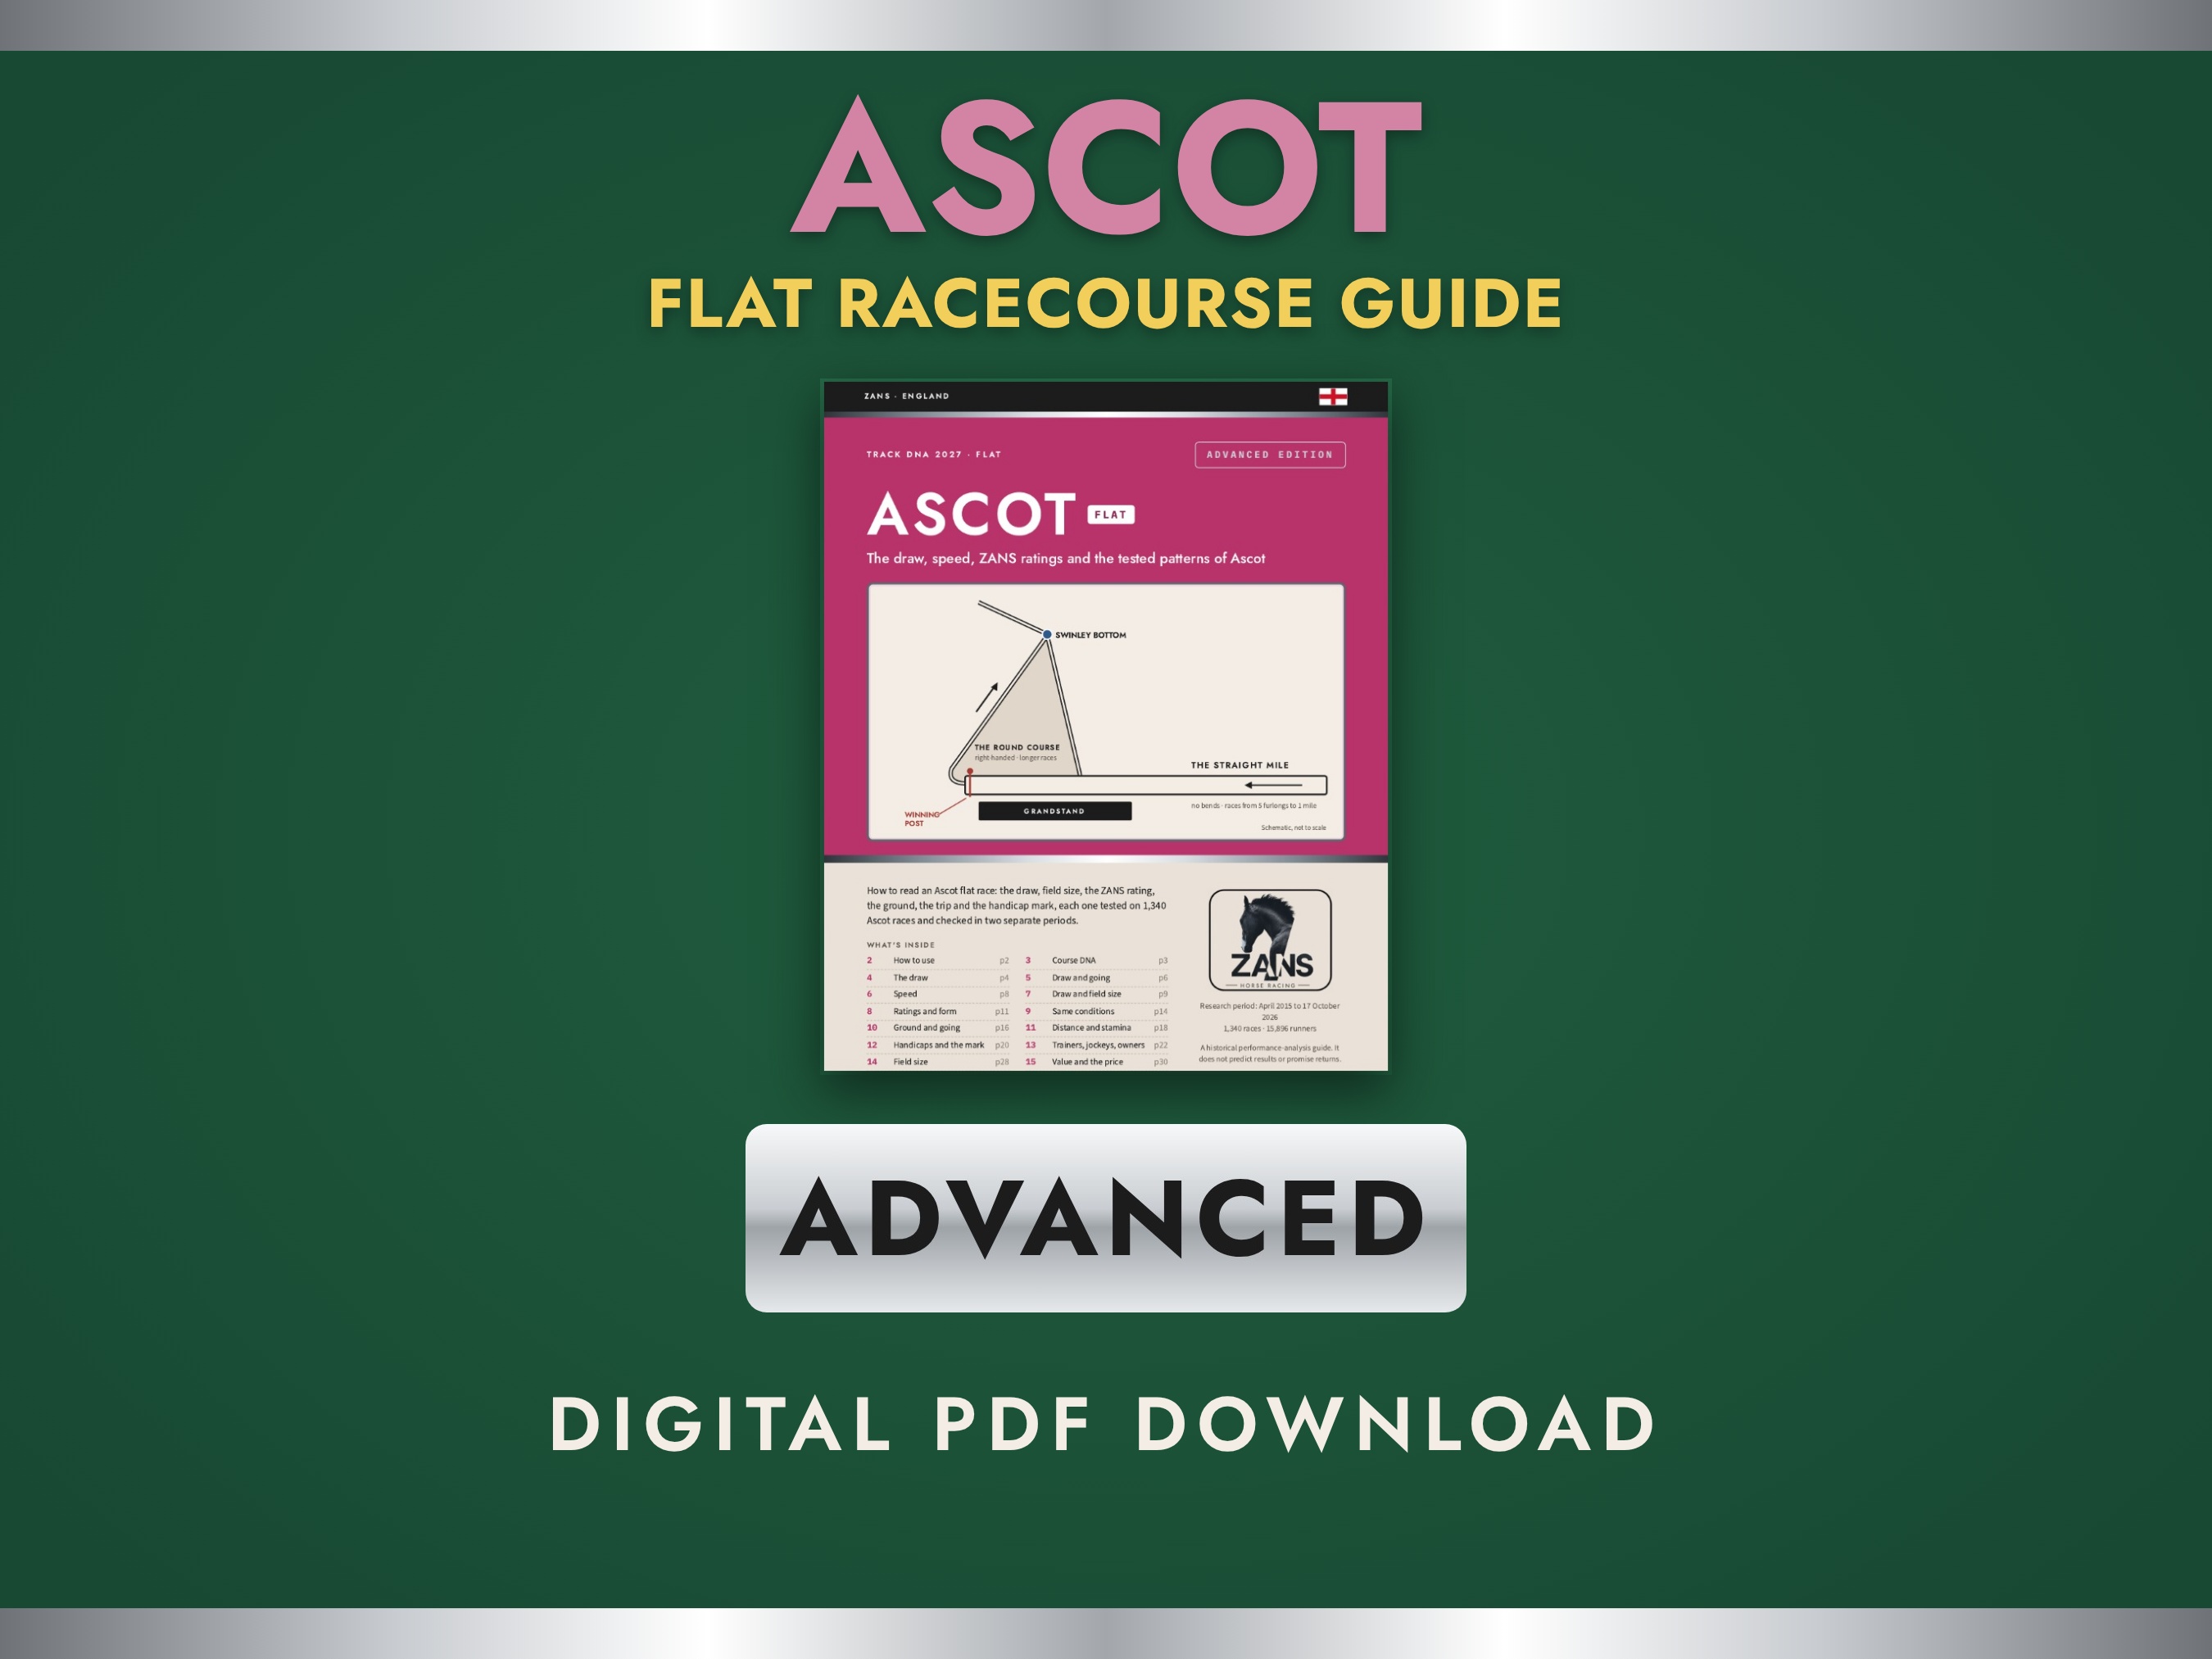 ASCOT
FLAT RACECOURSE GUIDE
ZANS · ENGLAND
TRACK DNA 2027 · FLAT
ADVANCED EDITION
ASCOT FLAT
The draw, speed, ZANS ratings and the tested patterns of Ascot
SWINLEY BOTTOM
THE ROUND COURSE
right-handed · longer races
THE STRAIGHT MILE
no bends · races from 5 furlongs to 1 mile
GRANDSTAND
WINNING
POST
Schematic, not to scale
How to read an Ascot flat race: the draw, field size, the ZANS rating,
the ground, the trip and the handicap mark, each one tested on 1,340
Ascot races and checked in two separate periods.
WHAT'S INSIDE
2 How to use p2 3 Course DNA p3
4 The draw p4 5 Draw and going p6
6 Speed p8 7 Draw and field size p9
8 Ratings and form p11 9 Same conditions p14
10 Ground and going p16 11 Distance and stamina p18
12 Handicaps and the mark p20 13 Trainers, jockeys, owners p22
14 Field size p28 15 Value and the price p30
ZANS
HORSE RACING
Research period: April 2015 to 17 October
2026
1,340 races · 15,896 runners
A historical performance-analysis guide. It
does not predict results or promise returns.
ADVANCED
DIGITAL PDF DOWNLOAD